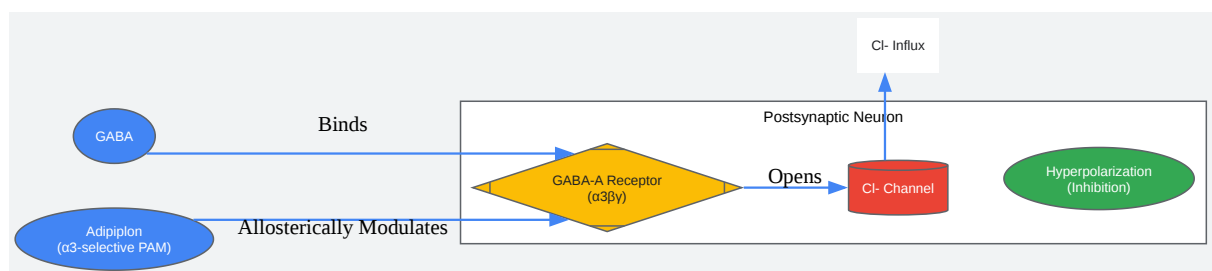 Cl- Influx
Postsynaptic Neuron
GABA
Binds
GABA-A Receptor
(α3βγ)
Opens
Cl- Channel
Hyperpolarization
(Inhibition)
Adipiplon
(α3-selective PAM)
Allosterically Modulates